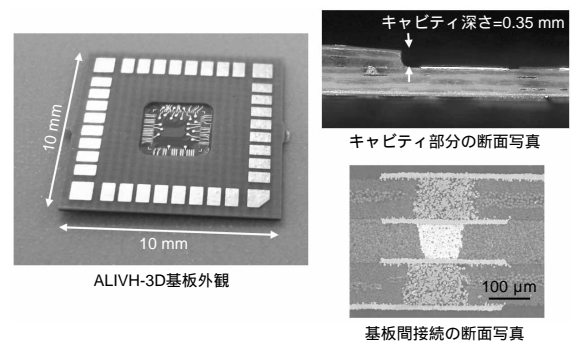 キャビティ深さ=0.35 mm
キャビティ部分の断面写真
10 mm
10 mm
ALIVH-3D基板外観
100 μm
基板間接続の断面写真